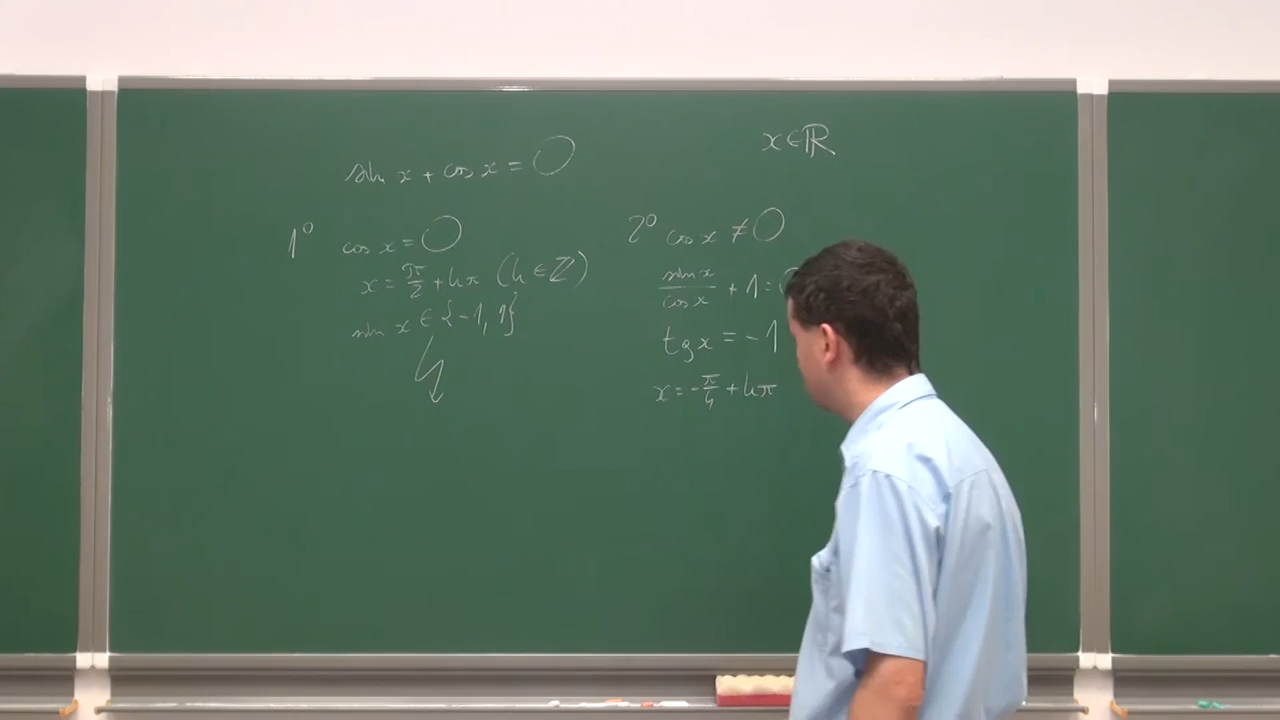 sin x + cos x = 0
x ∈ ℝ
1° cos x = 0
x = π/2 + kπ (k ∈ ℤ)
sin x ∈ {-1, 1}
↯
2° cos x ≠ 0
sin x / cos x + 1 = 0
tg x = -1
x = -π/4 + kπ